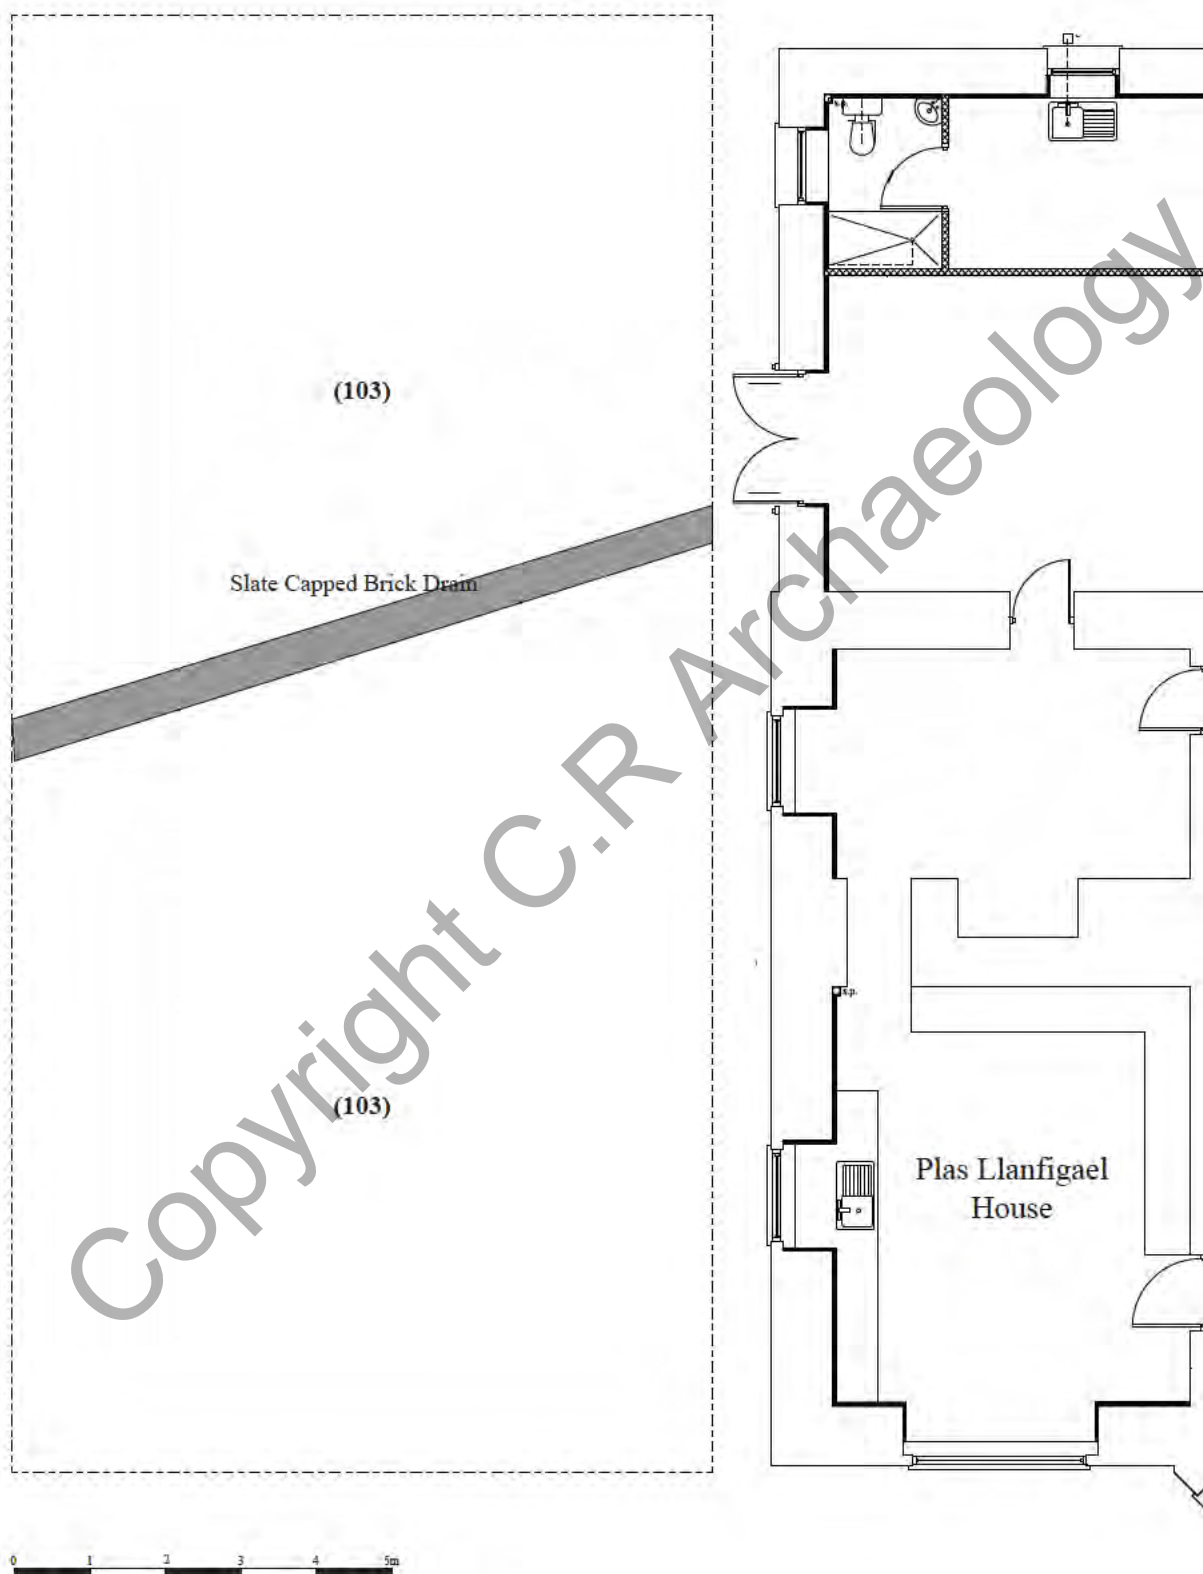 (103)
Slate Capped Brick Drain
(103)
s.p.
Plas Llanfigael
House
Copyright C.R Archaeology
0 1 2 3 4 5m